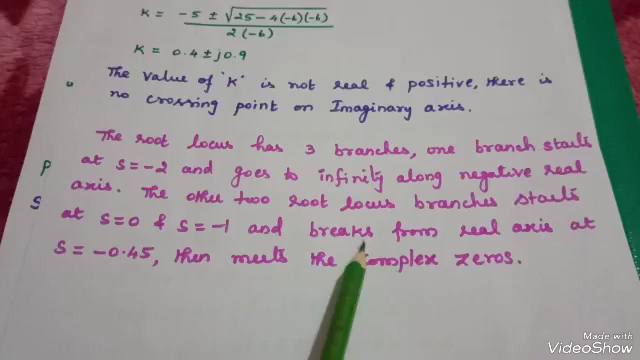 K = -5 ± √25-4(-6)(-6) / 2(-6)
K = 0.4 ± j0.9
The value of 'K' is not real & positive, there is
no crossing point on Imaginary axis.
The root locus has 3 branches, one branch starts
at s=-2 and goes to infinity along negative real
axis. The other two root locus branches starts
at s=0 & s=-1 and breaks from real axis at
s = -0.45, then meets the complex zeros.
Made With
VideoShow